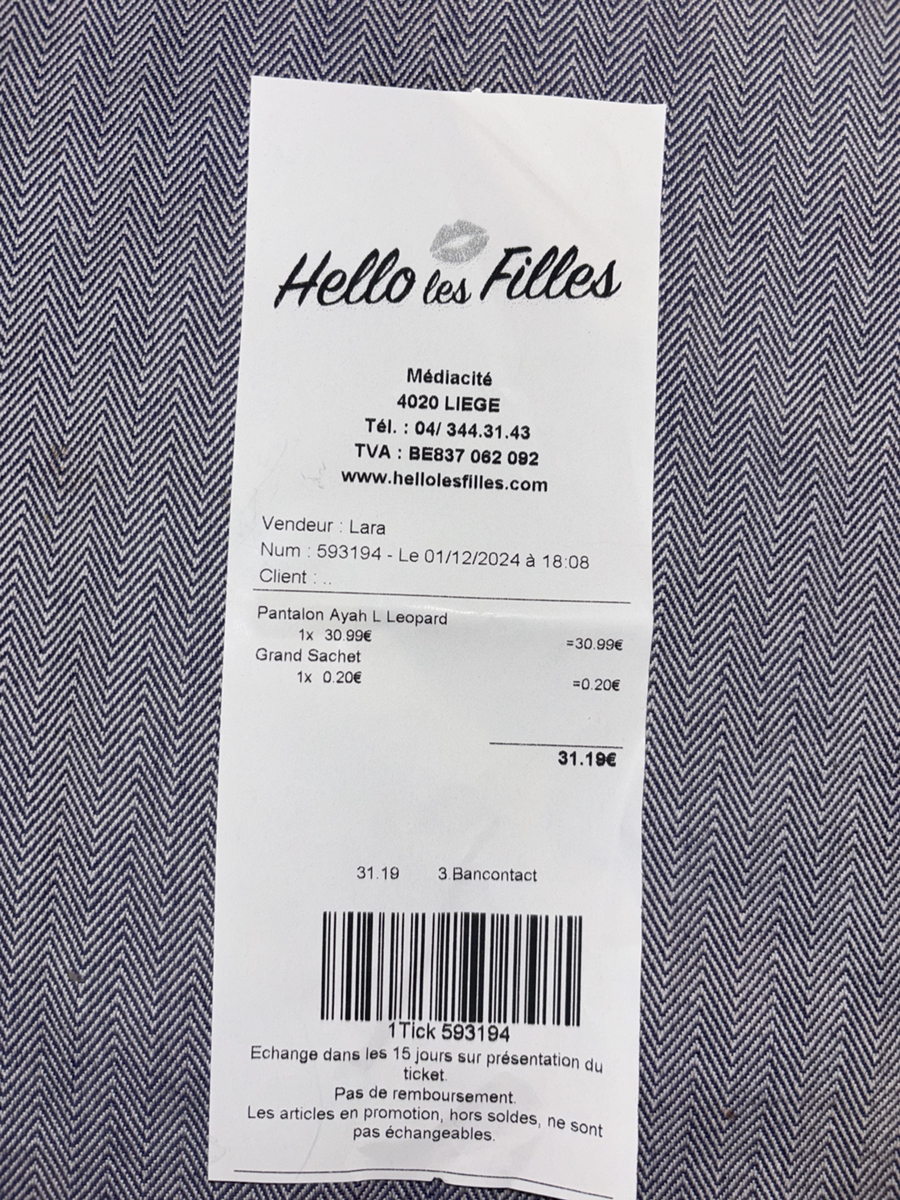 Hello les Filles
Médiacité
4020 LIEGE
Tél. : 04/ 344.31.43
TVA : BE837 062 092
www.hellolesfilles.com
Vendeur : Lara
Num : 593194 - Le 01/12/2024 à 18:08
Client : ..
Pantalon Ayah L Leopard
1x 30.99€ =30.99€
Grand Sachet
1x 0.20€ =0.20€
31.19€
31.19 3.Bancontact
1Tick 593194
Echange dans les 15 jours sur présentation du
ticket.
Pas de remboursement.
Les articles en promotion, hors soldes, ne sont
pas échangeables.